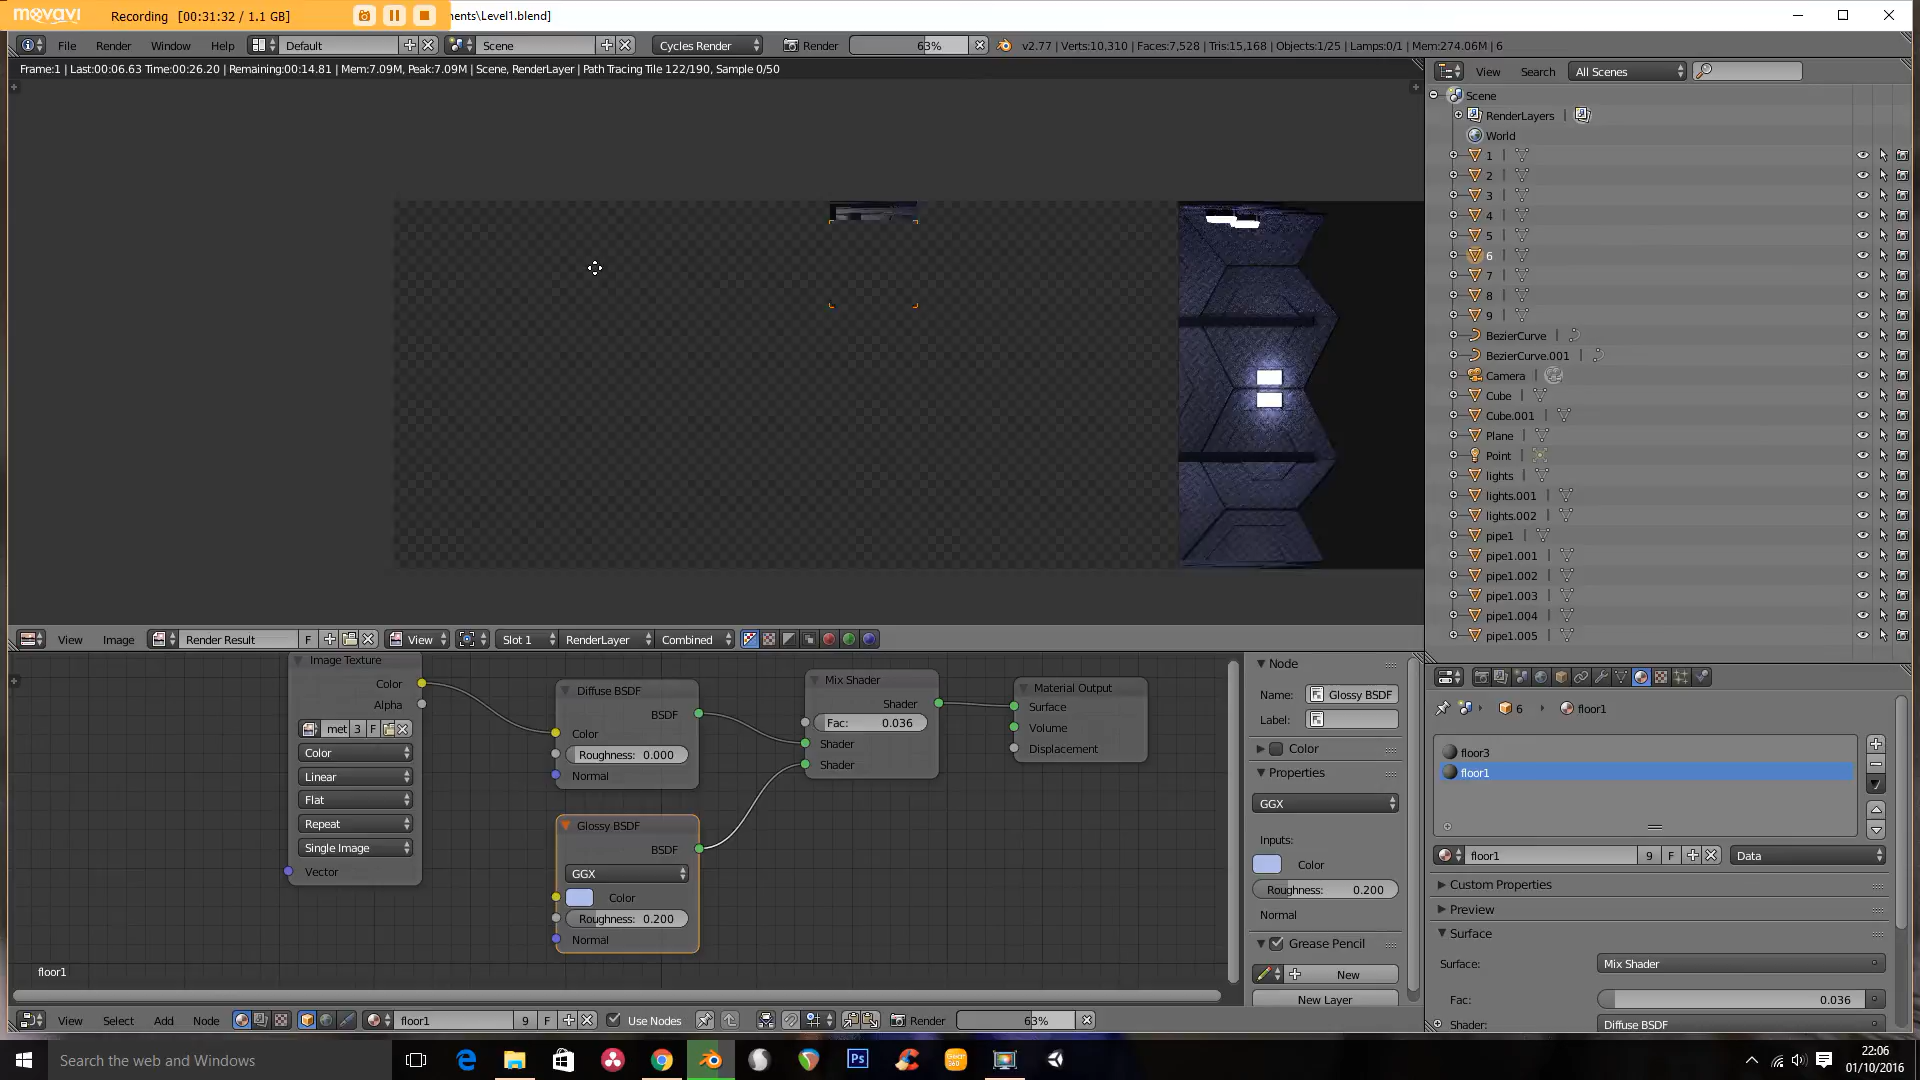 movavi
Recording [00:31:32 / 1.1 GB]
ments\Level1.blend]
File Render Window Help Default Scene Cycles Render Render 63% v2.77 | Verts:10,310 | Faces:7,528 | Tris:15,168 | Objects:1/25 | Lamps:0/1 | Mem:274.06M | 6
Frame:1 | Last:00:06.63 Time:00:26.20 | Remaining:00:14.81 | Mem:7.09M, Peak:7.09M | Scene, RenderLayer | Path Tracing Tile 122/190, Sample 0/50
View Search All Scenes
Scene
RenderLayers |
World
1 |
2 |
3 |
4 |
5 |
6 |
7 |
8 |
9 |
BezierCurve |
BezierCurve.001 |
Camera |
Cube |
Cube.001 |
Plane |
Point |
lights |
lights.001 |
lights.002 |
pipe1 |
pipe1.001 |
pipe1.002 |
pipe1.003 |
pipe1.004 |
pipe1.005 |
View Image Render Result F View Slot 1 RenderLayer Combined
Image Texture
Color
Alpha
met 3 F
Color
Linear
Flat
Repeat
Single Image
Vector
Diffuse BSDF
BSDF
Color
Roughness: 0.000
Normal
Glossy BSDF
BSDF
GGX
Color
Roughness: 0.200
Normal
Mix Shader
Shader
Fac: 0.036
Shader
Shader
Material Output
Surface
Volume
Displacement
floor1
Node
Name: Glossy BSDF
Label:
Color
Properties
GGX
Inputs:
Color
Roughness: 0.200
Normal
Grease Pencil
New
New Layer
6 floor1
floor3
floor1
floor1 9 F Data
Custom Properties
Preview
Surface
Surface: Mix Shader
Fac: 0.036
Shader: Diffuse BSDF
View Select Add Node floor1 9 F Use Nodes Render 63%
Search the web and Windows
Ps
22:06
01/10/2016